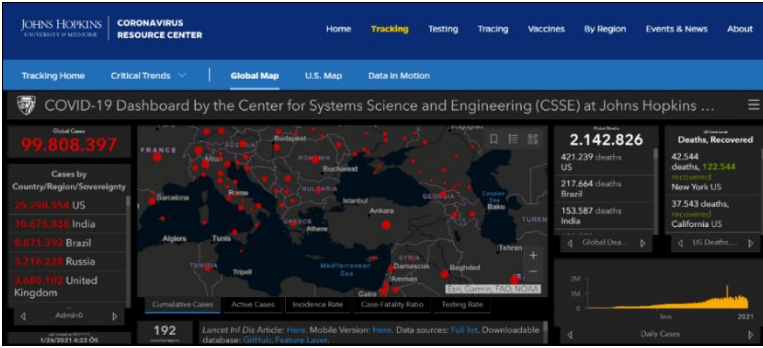 JOHNS HOPKINS
UNIVERSITY of MEDICINE
CORONAVIRUS
RESOURCE CENTER
Home Tracking Testing Tracing Vaccines By Region Events & News About
Tracking Home Critical Trends Global Map U.S. Map Data in Motion
COVID-19 Dashboard by the Center for Systems Science and Engineering (CSSE) at Johns Hopkins ...
Global Cases
99.808.397
Cases by
Country/Region/Sovereignty
25.298.554 US
10.676.838 India
8.871.393 Brazil
3.716.228 Russia
3.680.102 United
Kingdom
Admin0
1/26/2021 4:22 ÖS
FRANCE
AUSTRIA
Budapest
Milan
ROMANIA
Bucharest
Barcelona
Rome
BULGARIA
Istanbul
GEORGIA
Caspian
Sea
Baku
Ankara
TURKM
GREECE
Athens
Algiers
Tunis
Tehran
TUNISIA
Tripoli
Mediterranean
Sea
SYRIA
Damascus
Baghdad
Amman
Cairo
Esri, Garmin, FAO, NOAA
Cumulative Cases Active Cases Incidence Rate Case-Fatality Ratio Testing Rate
192
Lancet Inf Dis Article: Here. Mobile Version: Here. Data sources: Full list. Downloadable
database: GitHub, Feature Layer.
Global Deaths
2.142.826
421.239 deaths
US
217.664 deaths
Brazil
153.587 deaths
India
Global Dea...
Deaths, Recovered
42.544
deaths, 122.544
recovered
New York US
37.543 deaths,
recovered
California US
US Deaths, ...
2M
1M
0
Tem
2021
Daily Cases